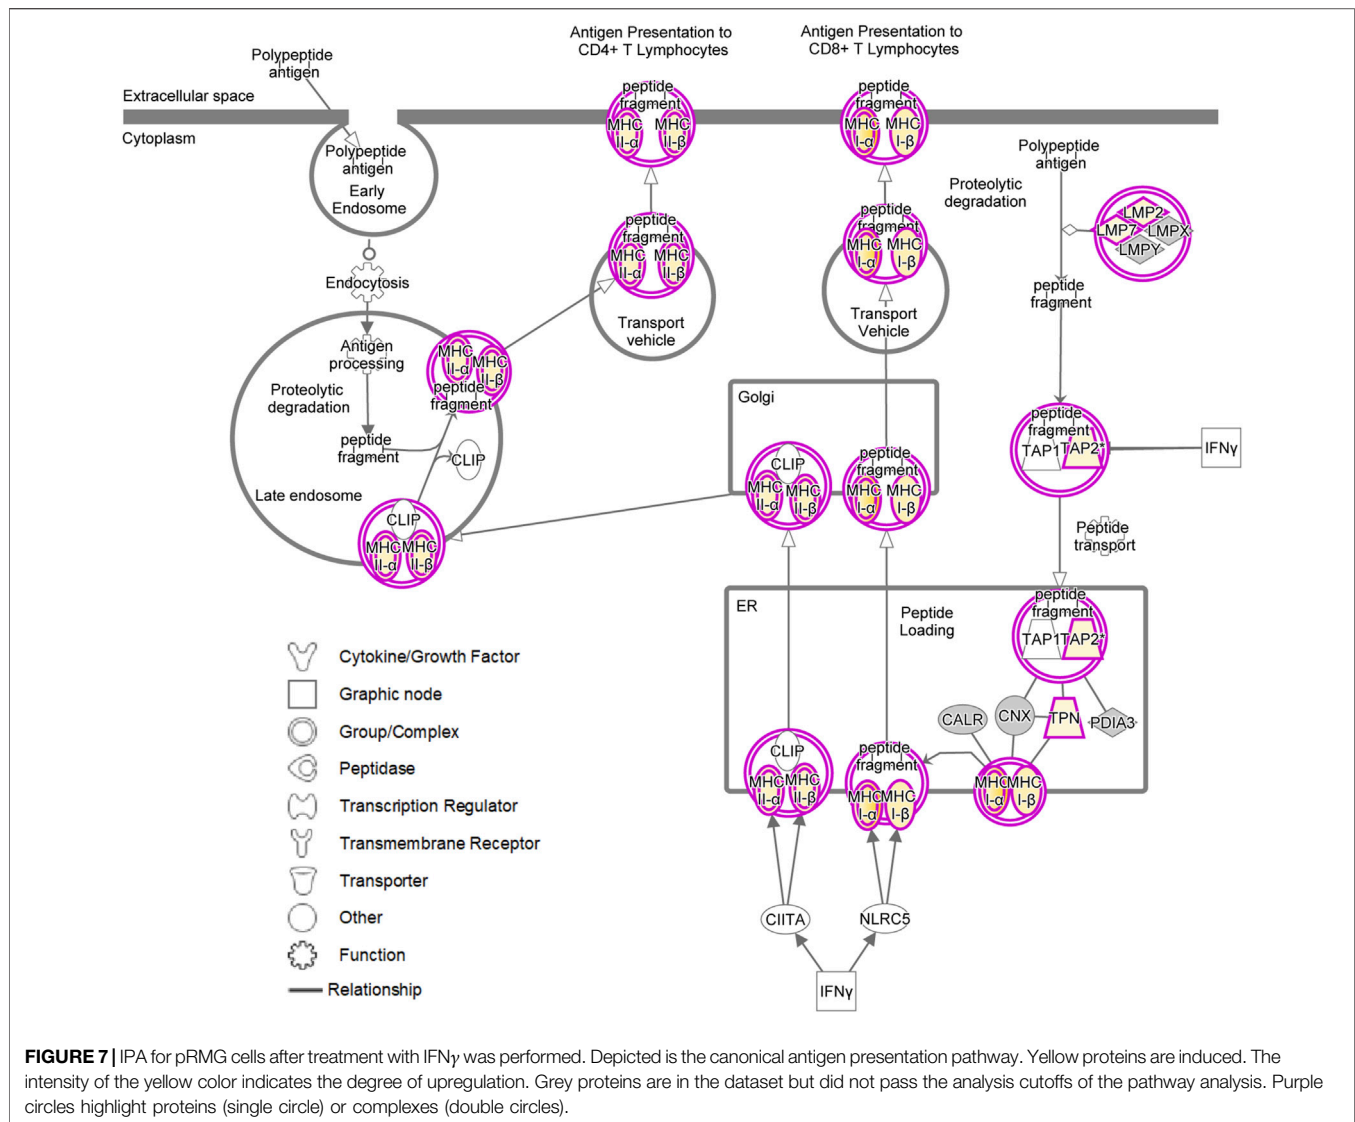 Antigen Presentation to
CD4+ T Lymphocytes
Antigen Presentation to
CD8+ T Lymphocytes
Polypeptide
antigen
Extracellular space
Cytoplasm
Polypeptide
antigen
Early
Endosome
Endocytosis
Antigen
processing
Proteolytic
degradation
peptide
fragment
CLIP
Late endosome
CLIP
MHC
II-α
MHC
II-β
MHC
II-α
MHC
II-β
peptide
fragment
peptide
fragment
MHC
II-α
MHC
II-β
peptide
fragment
MHC
II-α
MHC
II-β
Transport
vehicle
peptide
fragment
MHC
I-α
MHC
I-β
peptide
fragment
MHC
I-α
MHC
I-β
Transport
Vehicle
Polypeptide
antigen
Proteolytic
degradation
LMP2
LMP7
LMPX
LMPY
peptide
fragment
peptide
fragment
TAP1
TAP2*
IFNγ
Peptide
transport
Golgi
CLIP
MHC
II-α
MHC
II-β
peptide
fragment
MHC
I-α
MHC
I-β
ER
Peptide
Loading
peptide
fragment
TAP1
TAP2*
CALR
CNX
TPN
PDIA3
CLIP
MHC
II-α
MHC
II-β
peptide
fragment
MHC
I-α
MHC
I-β
MHC
I-α
MHC
I-β
CIITA
NLRC5
IFNγ
Cytokine/Growth Factor
Graphic node
Group/Complex
Peptidase
Transcription Regulator
Transmembrane Receptor
Transporter
Other
Function
Relationship
FIGURE 7 | IPA for pRMG cells after treatment with IFNγ was performed. Depicted is the canonical antigen presentation pathway. Yellow proteins are induced. The
intensity of the yellow color indicates the degree of upregulation. Grey proteins are in the dataset but did not pass the analysis cutoffs of the pathway analysis. Purple
circles highlight proteins (single circle) or complexes (double circles).